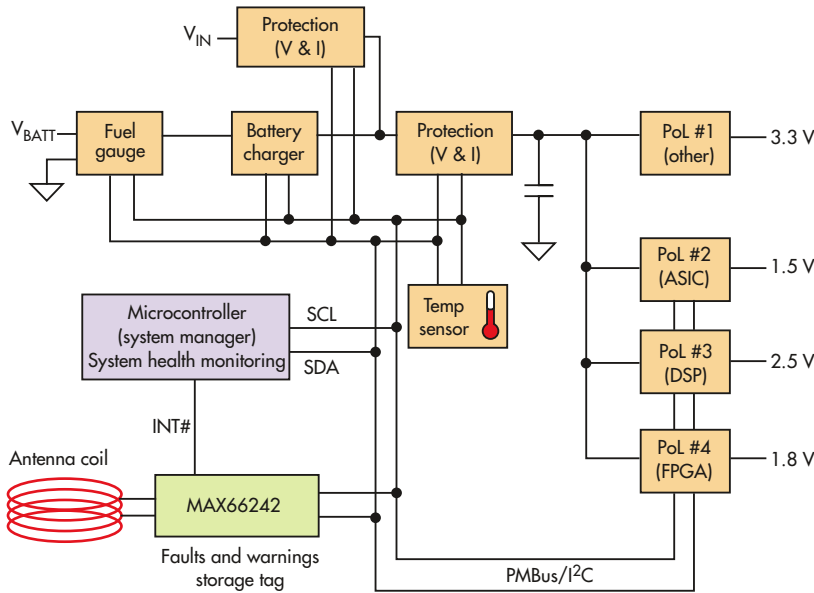 V_IN
Protection
(V & I)
V_BATT
Fuel
gauge
Battery
charger
Protection
(V & I)
PoL #1
(other)
3.3 V
PoL #2
(ASIC)
1.5 V
Temp
sensor
Microcontroller
(system manager)
System health monitoring
SCL
SDA
PoL #3
(DSP)
2.5 V
INT#
PoL #4
(FPGA)
1.8 V
Antenna coil
MAX66242
Faults and warnings
storage tag
PMBus/I²C